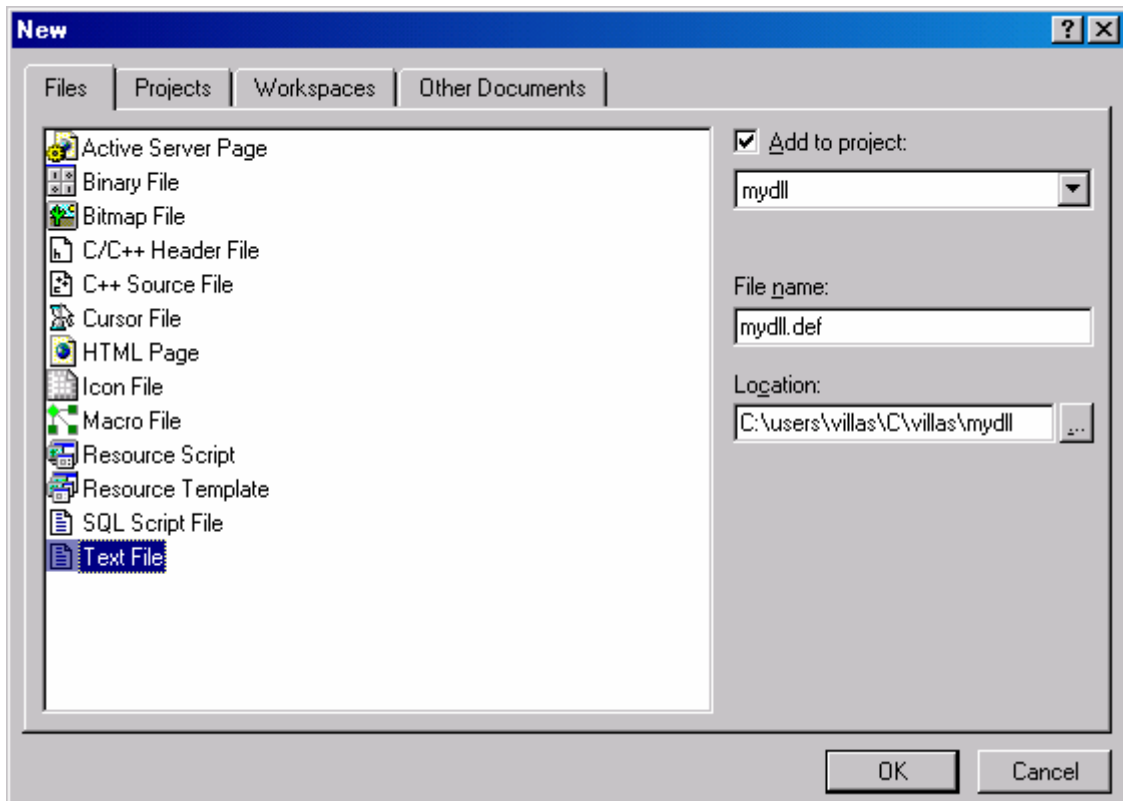 New
Files Projects Workspaces Other Documents
Active Server Page
Binary File
Bitmap File
C/C++ Header File
C++ Source File
Cursor File
HTML Page
Icon File
Macro File
Resource Script
Resource Template
SQL Script File
Text File
Add to project:
mydll
File name:
mydll.def
Location:
C:\users\villas\C\villas\mydll ...
OK Cancel